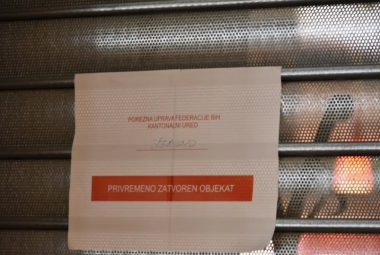 POREZNA UPRAVA FEDERACIJE BIH
KANTONALNI URED
PRIVREMENO ZATVOREN OBJEKAT